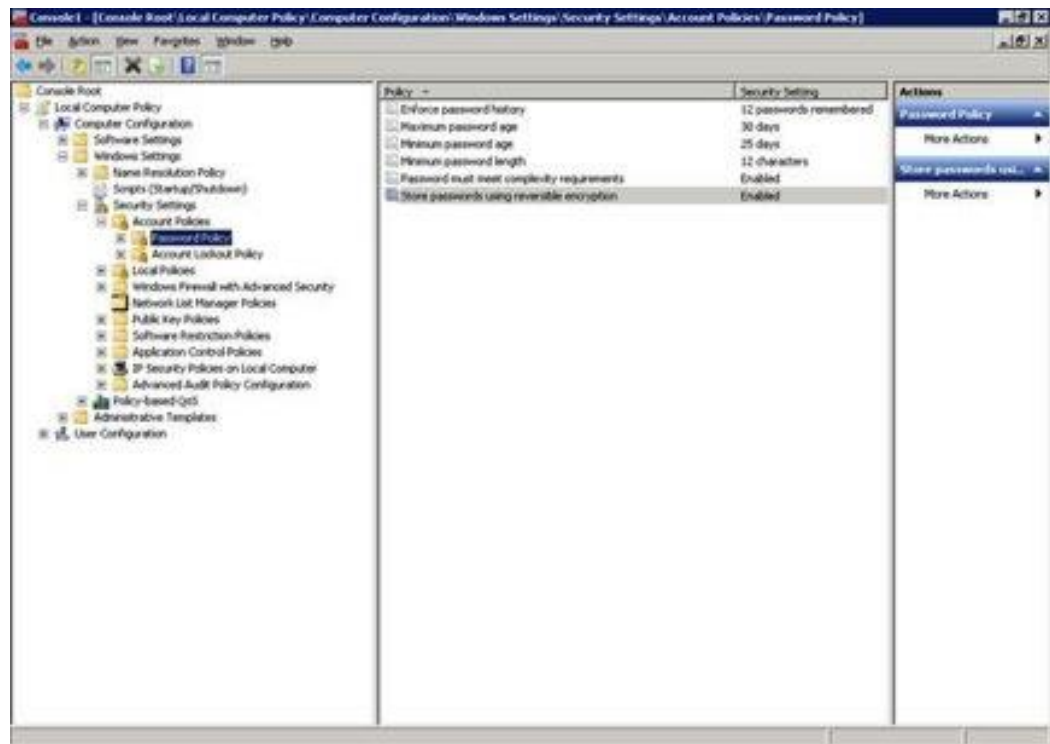 Console1 - [Console Root\Local Computer Policy\Computer Configuration\Windows Settings\Security Settings\Account Policies\Password Policy]
File Action View Favorites Window Help
Console Root
Local Computer Policy
Computer Configuration
Software Settings
Windows Settings
Name Resolution Policy
Scripts (Startup/Shutdown)
Security Settings
Account Policies
Password Policy
Account Lockout Policy
Local Policies
Windows Firewall with Advanced Security
Network List Manager Policies
Public Key Policies
Software Restriction Policies
Application Control Policies
IP Security Policies on Local Computer
Advanced Audit Policy Configuration
Policy-based QoS
Administrative Templates
User Configuration
Policy Security Setting
Enforce password history 12 passwords remembered
Maximum password age 30 days
Minimum password age 25 days
Minimum password length 12 characters
Password must meet complexity requirements Enabled
Store passwords using reversible encryption Enabled
Actions
Password Policy
More Actions
Store passwords usi...
More Actions